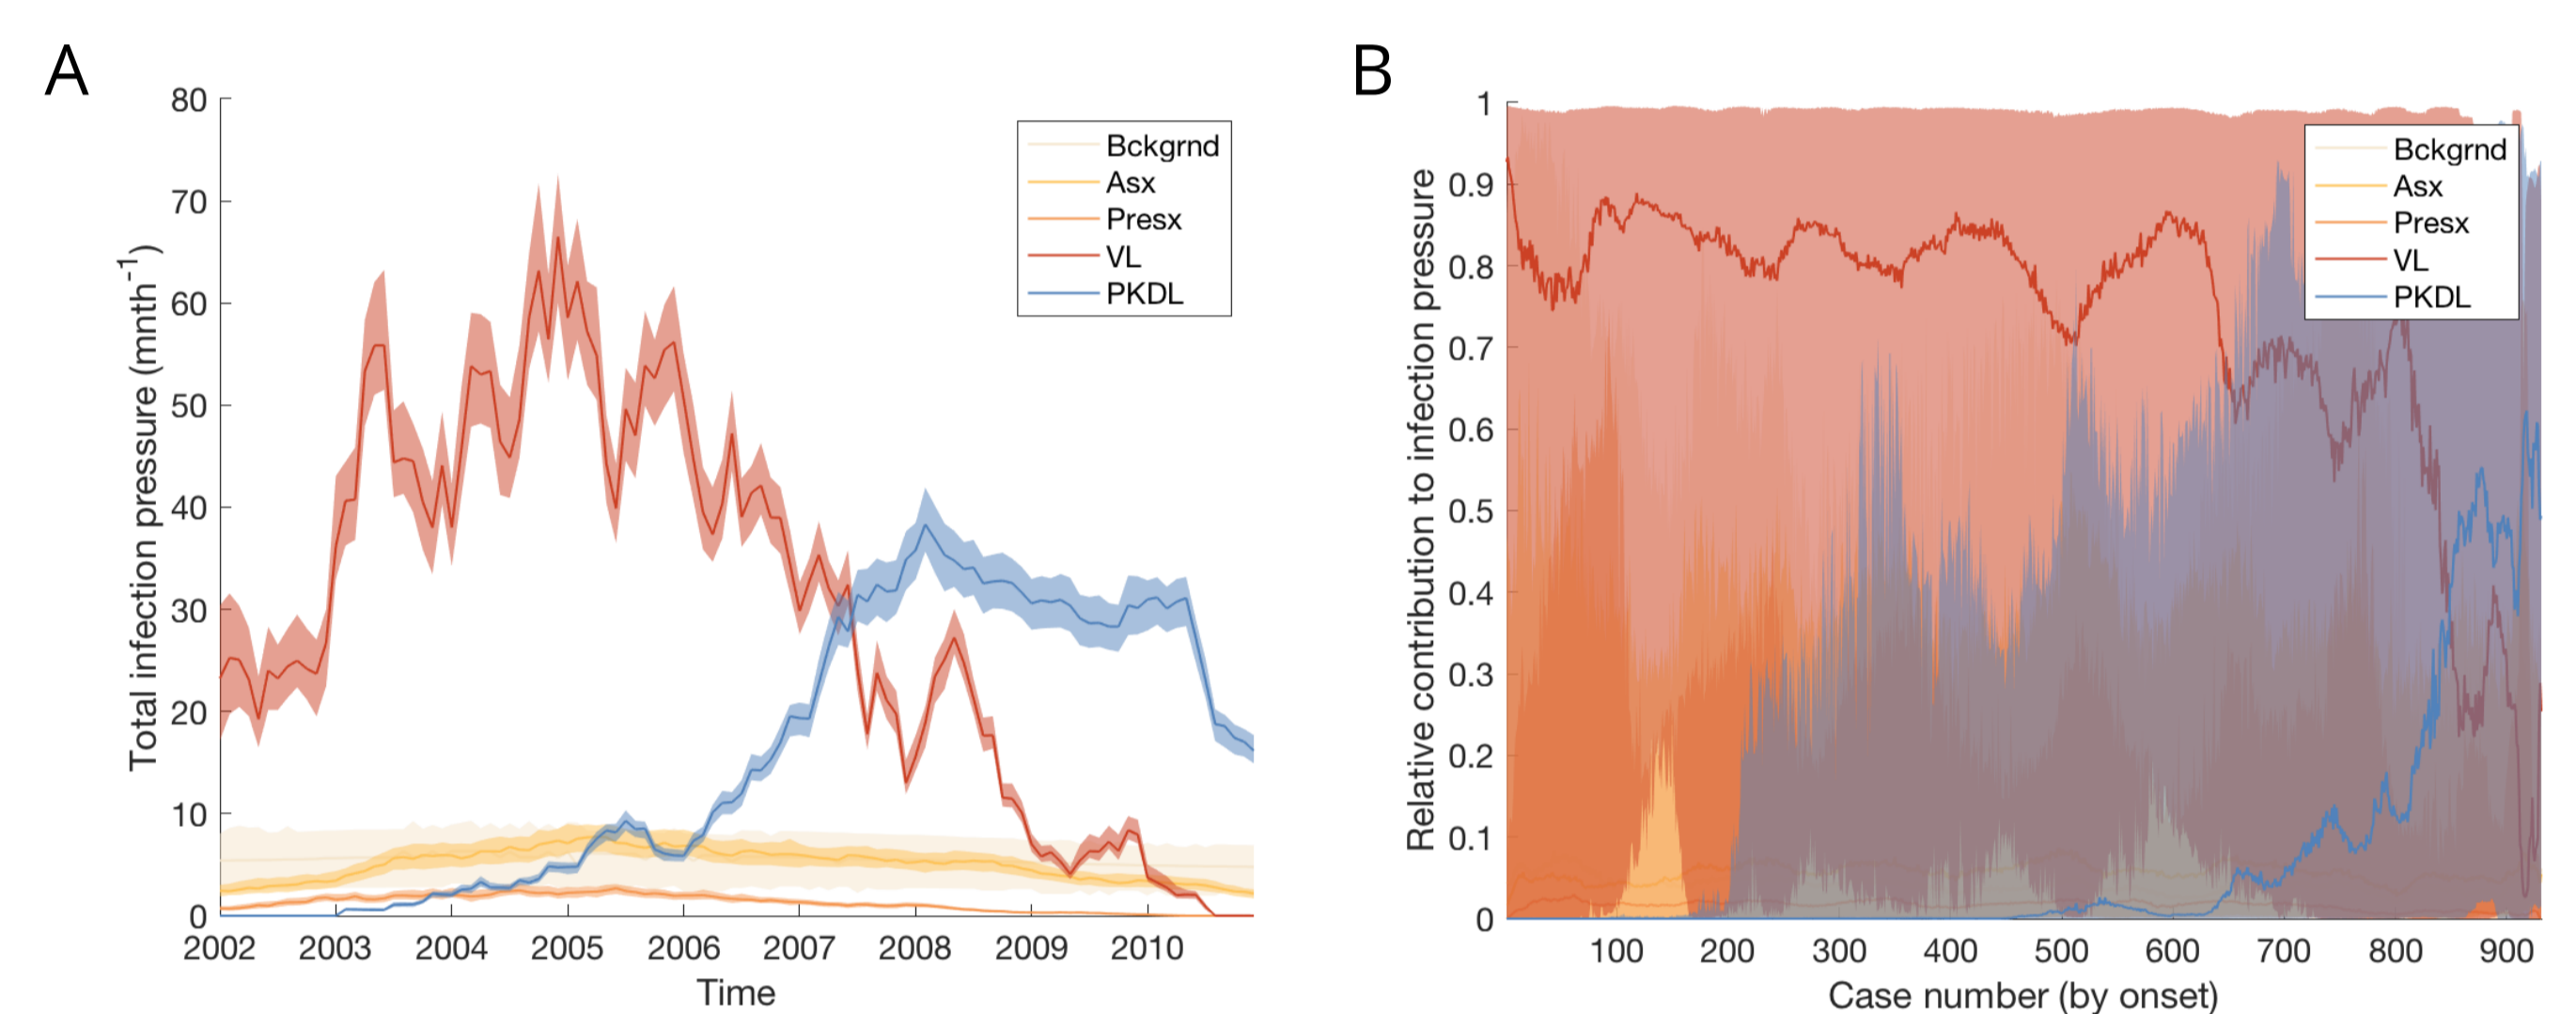 A
Total infection pressure (mnth⁻¹)
80
70
60
50
40
30
20
10
0
2002 2003 2004 2005 2006 2007 2008 2009 2010
Time
Bckgrnd
Asx
Presx
VL
PKDL
B
Relative contribution to infection pressure
1
0.9
0.8
0.7
0.6
0.5
0.4
0.3
0.2
0.1
0
100 200 300 400 500 600 700 800 900
Case number (by onset)
Bckgrnd
Asx
Presx
VL
PKDL